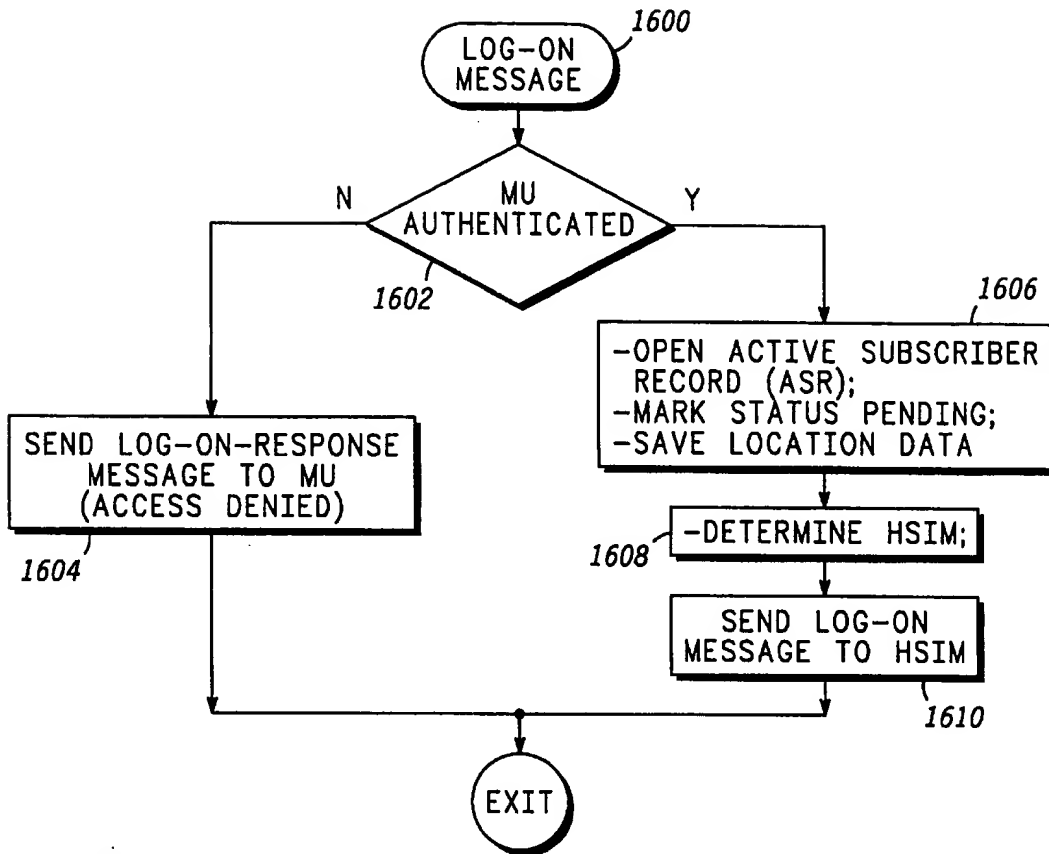 1600
LOG-ON
MESSAGE
N
MU
AUTHENTICATED
Y
1602
1606
-OPEN ACTIVE SUBSCRIBER
RECORD (ASR);
-MARK STATUS PENDING;
-SAVE LOCATION DATA
SEND LOG-ON-RESPONSE
MESSAGE TO MU
(ACCESS DENIED)
1604
1608
-DETERMINE HSIM;
SEND LOG-ON
MESSAGE TO HSIM
1610
EXIT